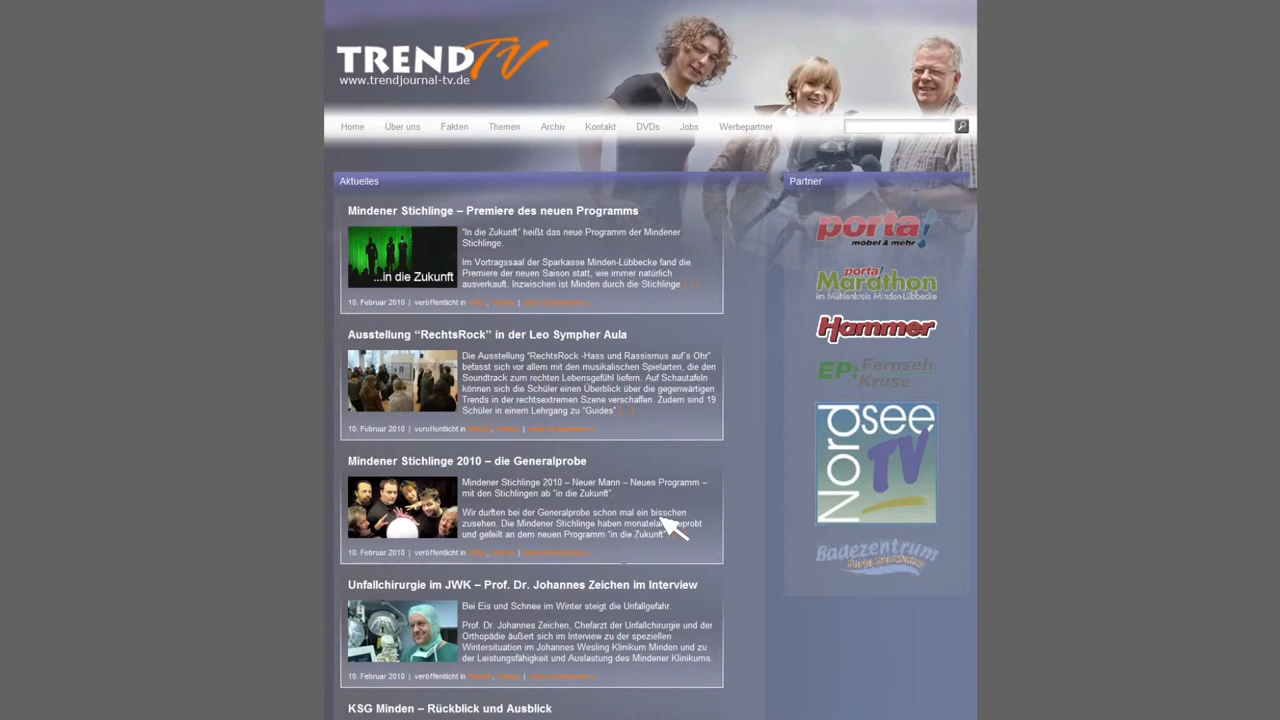 TREND TV
www.trendjournal-tv.de
Home Über uns Fakten Themen Archiv Kontakt DVDs Jobs Werbepartner
Aktuelles
Mindener Stichlinge – Premiere des neuen Programms
...in die Zukunft
“In die Zukunft” heißt das neue Programm der Mindener
Stichlinge.
Im Vortragssaal der Sparkasse Minden-Lübbecke fand die
Premiere der neuen Saison statt, wie immer natürlich
ausverkauft. Inzwischen ist Minden durch die Stichlinge [...]
10. Februar 2010 | veröffentlicht in
Ausstellung “RechtsRock” in der Leo Sympher Aula
Die Ausstellung “RechtsRock -Hass und Rassismus auf´s Ohr”
befasst sich vor allem mit den musikalischen Spielarten, die den
Soundtrack zum rechten Lebensgefühl liefern. Auf Schautafeln
können sich die Schüler einen Überblick über die gegenwärtigen
Trends in der rechtsextremen Szene verschaffen. Zudem sind 19
Schüler in einem Lehrgang zu “Guides” [...]
10. Februar 2010 | veröffentlicht in
Mindener Stichlinge 2010 – die Generalprobe
Mindener Stichlinge 2010 – Neuer Mann – Neues Programm –
mit den Stichlingen ab “in die Zukunft”.
Wir durften bei der Generalprobe schon mal ein bisschen
zusehen. Die Mindener Stichlinge haben
und gefeilt an dem neuen Programm “in die Zukunft”
10. Februar 2010 | veröffentlicht in
Unfallchirurgie im JWK – Prof. Dr. Johannes Zeichen im Interview
Bei Eis und Schnee im Winter steigt die Unfallgefahr.
Prof. Dr. Johannes Zeichen, Chefarzt der Unfallchirurgie und der
Orthopädie äußert sich im Interview zu der speziellen
Wintersituation im Johannes Wesling Klinikum Minden und zu
der Leistungsfähigkeit und Auslastung des Mindener Klinikums.
10. Februar 2010 | veröffentlicht in
KSG Minden – Rückblick und Ausblick
Partner
porta!
möbel & mehr
porta
Marathon
im Mühlenkreis Minden-Lübbecke
Hammer
EP: Fernseh
Kruse
Nordsee
TV
Badezentrum
Porta Westfalica